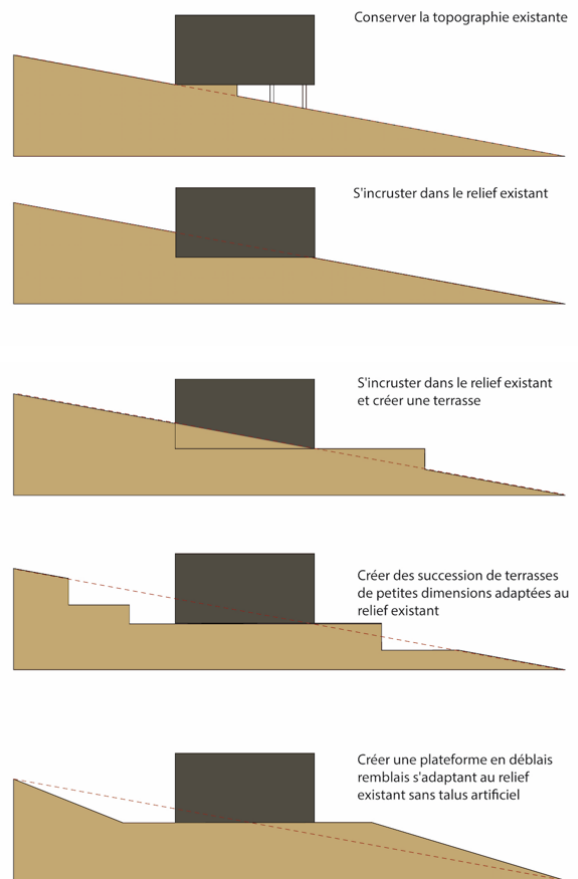 Conserver la topographie existante
S'incruster dans le relief existant
S'incruster dans le relief existant
et créer une terrasse
Créer des succession de terrasses
de petites dimensions adaptées au
relief existant
Créer une plateforme en déblais
remblais s'adaptant au relief
existant sans talus artificiel